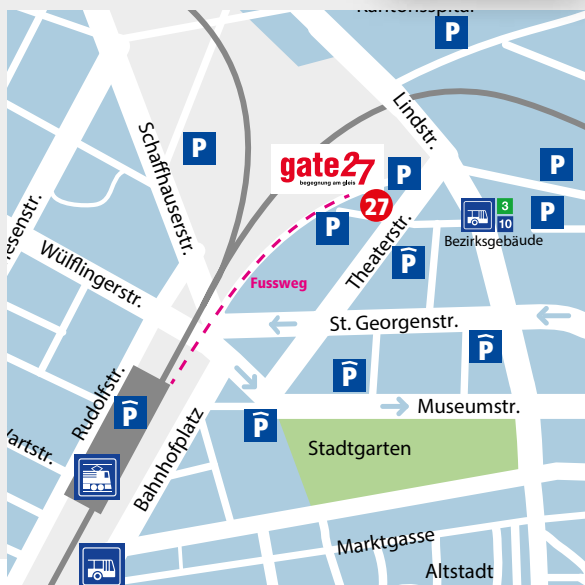 P
Lindstr.
Schaffhauserstr.
P
gate27
begegnung am gleis
P
P
27
P
3
10
P
Bezirksgebäude
Theaterstr.
P
Wülflingerstr.
Fussweg
St. Georgenstr.
P
P
Rudolfstr.
P
Museumstr.
P
Bahnhofplatz
Stadtgarten
Marktgasse
Altstadt